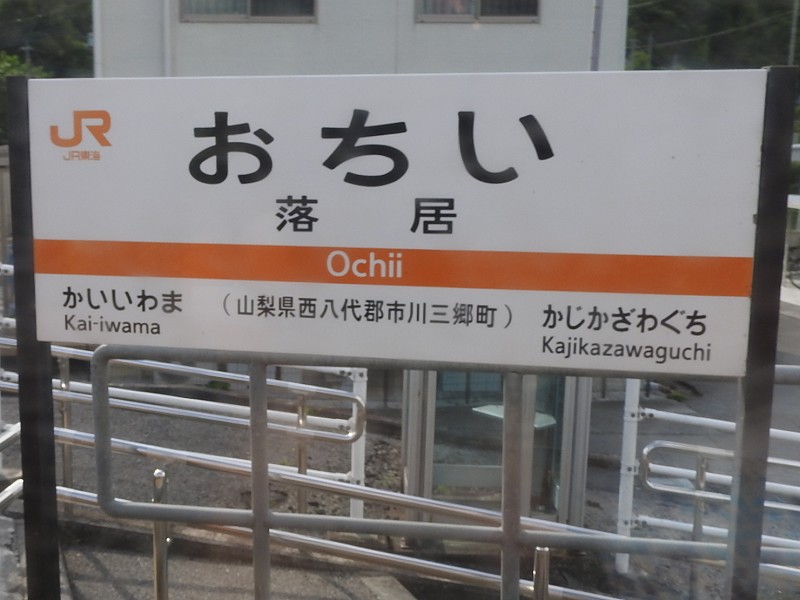 JR
JR東海
おちい
落居
Ochii
かいいわま
Kai-iwama
（山梨県西八代郡市川三郷町）
かじかざわぐち
Kajikazawaguchi